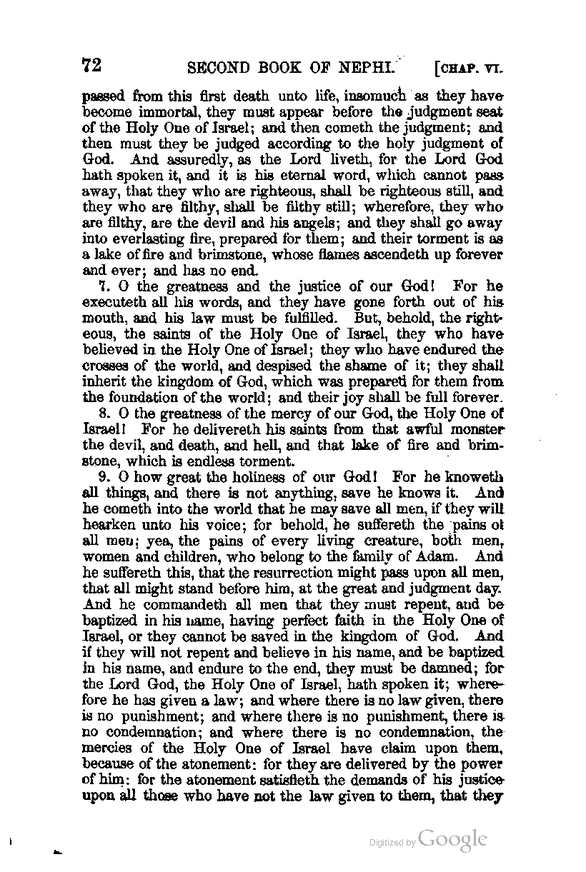 72 SECOND BOOK OF NEPHI. [CHAP. VI.
passed from this first death unto life, insomuch as they have
become immortal, they must appear before the judgment seat
of the Holy One of Israel; and then cometh the judgment; and
then must they be judged according to the holy judgment of
God. And assuredly, as the Lord liveth, for the Lord God
hath spoken it, and it is his eternal word, which cannot pass
away, that they who are righteous, shall be righteous still, and
they who are filthy, shall be filthy still; wherefore, they who
are filthy, are the devil and his angels; and they shall go away
into everlasting fire, prepared for them; and their torment is as
a lake of fire and brimstone, whose flames ascendeth up forever
and ever; and has no end.
7. O the greatness and the justice of our God! For he
executeth all his words, and they have gone forth out of his
mouth, and his law must be fulfilled. But, behold, the right-
eous, the saints of the Holy One of Israel, they who have
believed in the Holy One of Israel; they who have endured the
crosses of the world, and despised the shame of it; they shall
inherit the kingdom of God, which was prepared for them from
the foundation of the world; and their joy shall be full forever.
8. O the greatness of the mercy of our God, the Holy One of
Israel! For he delivereth his saints from that awful monster
the devil, and death, and hell, and that lake of fire and brim-
stone, which is endless torment.
9. O how great the holiness of our God! For he knoweth
all things, and there is not anything, save he knows it. And
he cometh into the world that he may save all men, if they will
hearken unto his voice; for behold, he suffereth the pains of
all men; yea, the pains of every living creature, both men,
women and children, who belong to the family of Adam. And
he suffereth this, that the resurrection might pass upon all men,
that all might stand before him, at the great and judgment day.
And he commandeth all men that they must repent, and be
baptized in his name, having perfect faith in the Holy One of
Israel, or they cannot be saved in the kingdom of God. And
if they will not repent and believe in his name, and be baptized
in his name, and endure to the end, they must be damned; for
the Lord God, the Holy One of Israel, hath spoken it; where-
fore he has given a law; and where there is no law given, there
is no punishment; and where there is no punishment, there is
no condemnation; and where there is no condemnation, the
mercies of the Holy One of Israel have claim upon them,
because of the atonement: for they are delivered by the power
of him: for the atonement satisfieth the demands of his justice
upon all those who have not the law given to them, that they
Digitized by Google